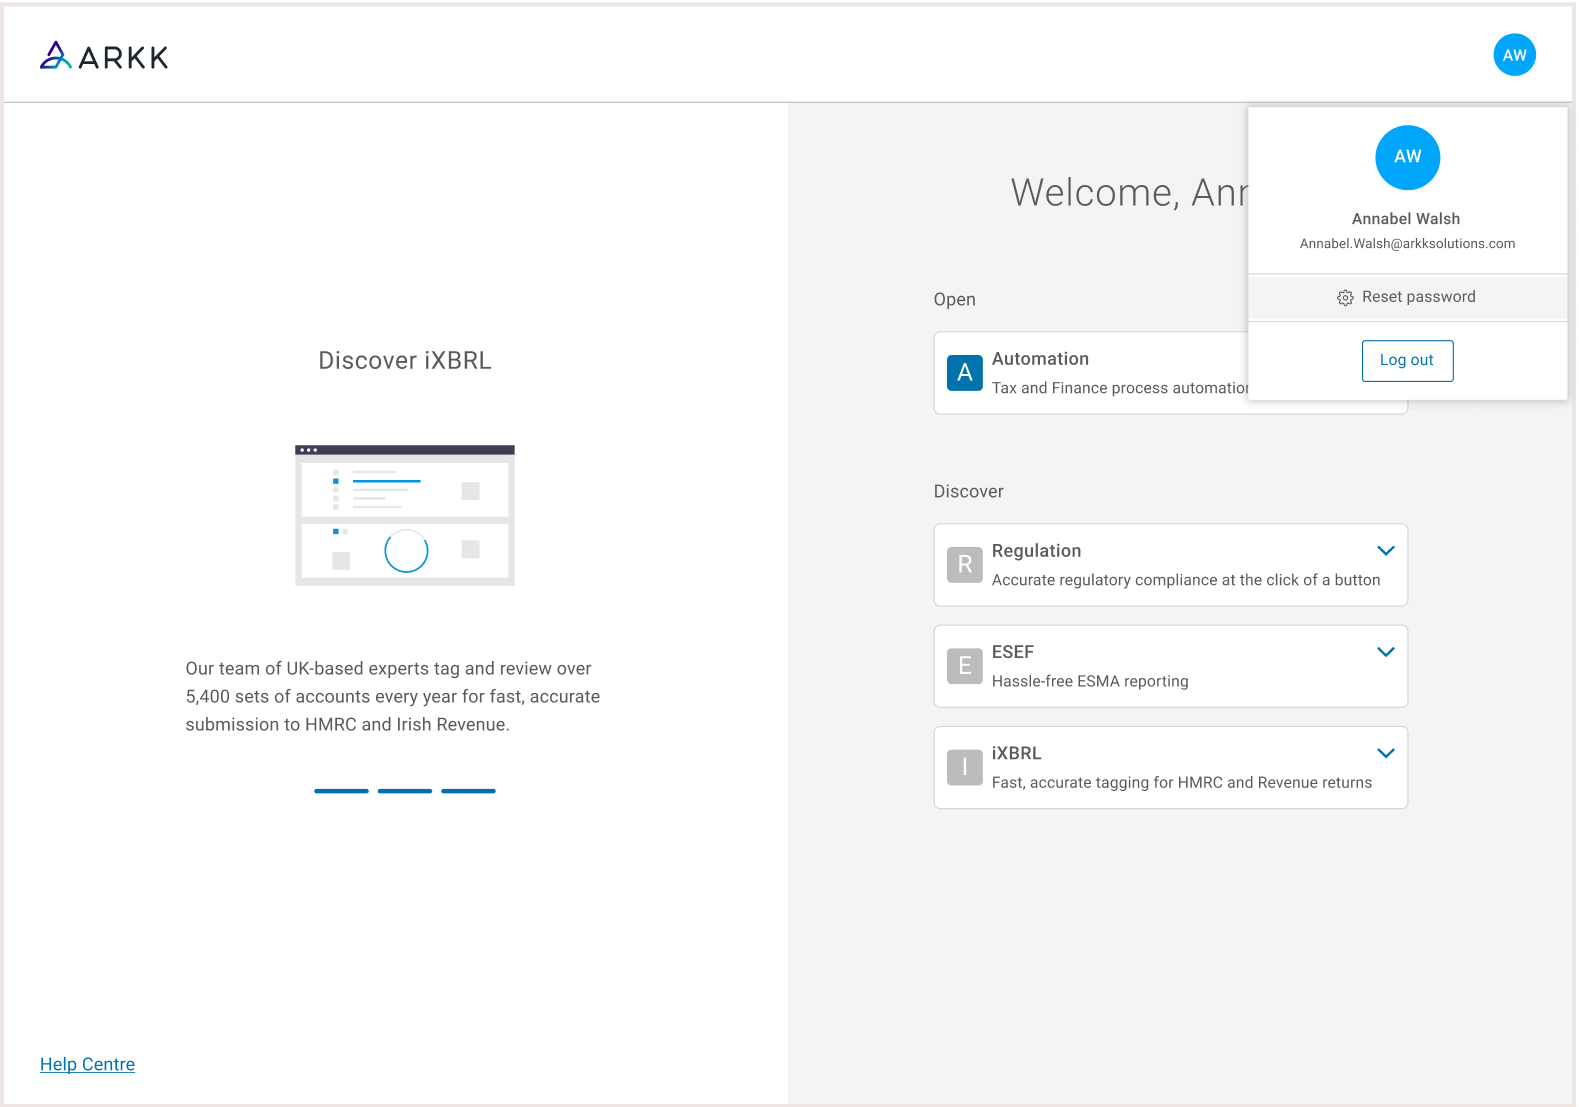 ARKK
AW
Discover iXBRL
Our team of UK-based experts tag and review over
5,400 sets of accounts every year for fast, accurate
submission to HMRC and Irish Revenue.
Help Centre
Welcome, Ann
Open
A
Automation
Tax and Finance process automation
Discover
R
Regulation
Accurate regulatory compliance at the click of a button
E
ESEF
Hassle-free ESMA reporting
I
iXBRL
Fast, accurate tagging for HMRC and Revenue returns
AW
Annabel Walsh
Annabel.Walsh@arkksolutions.com
Reset password
Log out